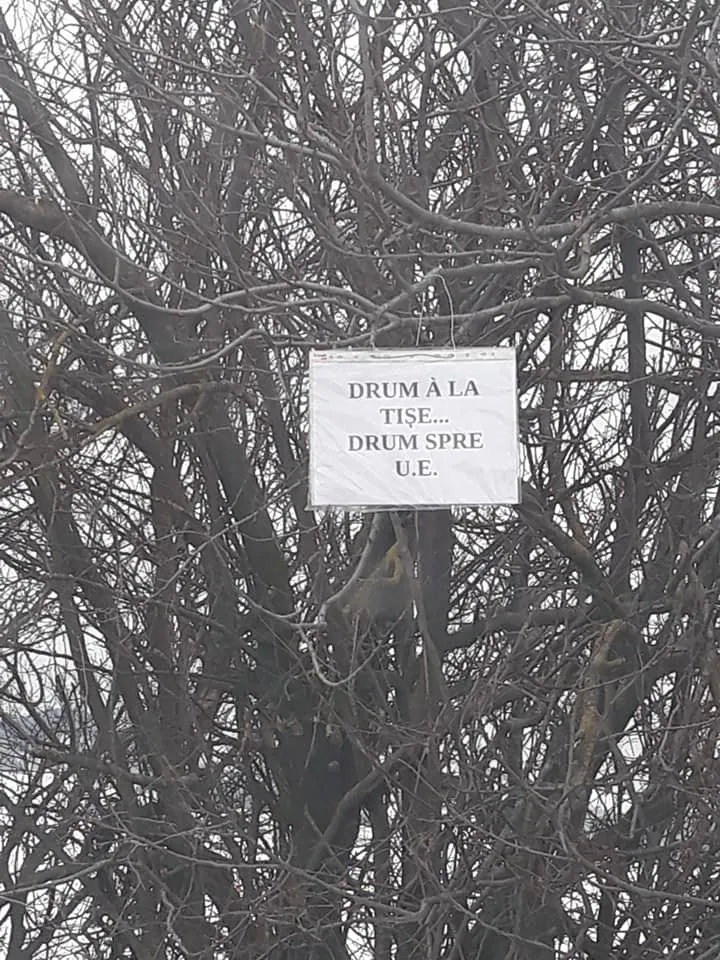 DRUM À LA
TIȘE...
DRUM SPRE
U.E.